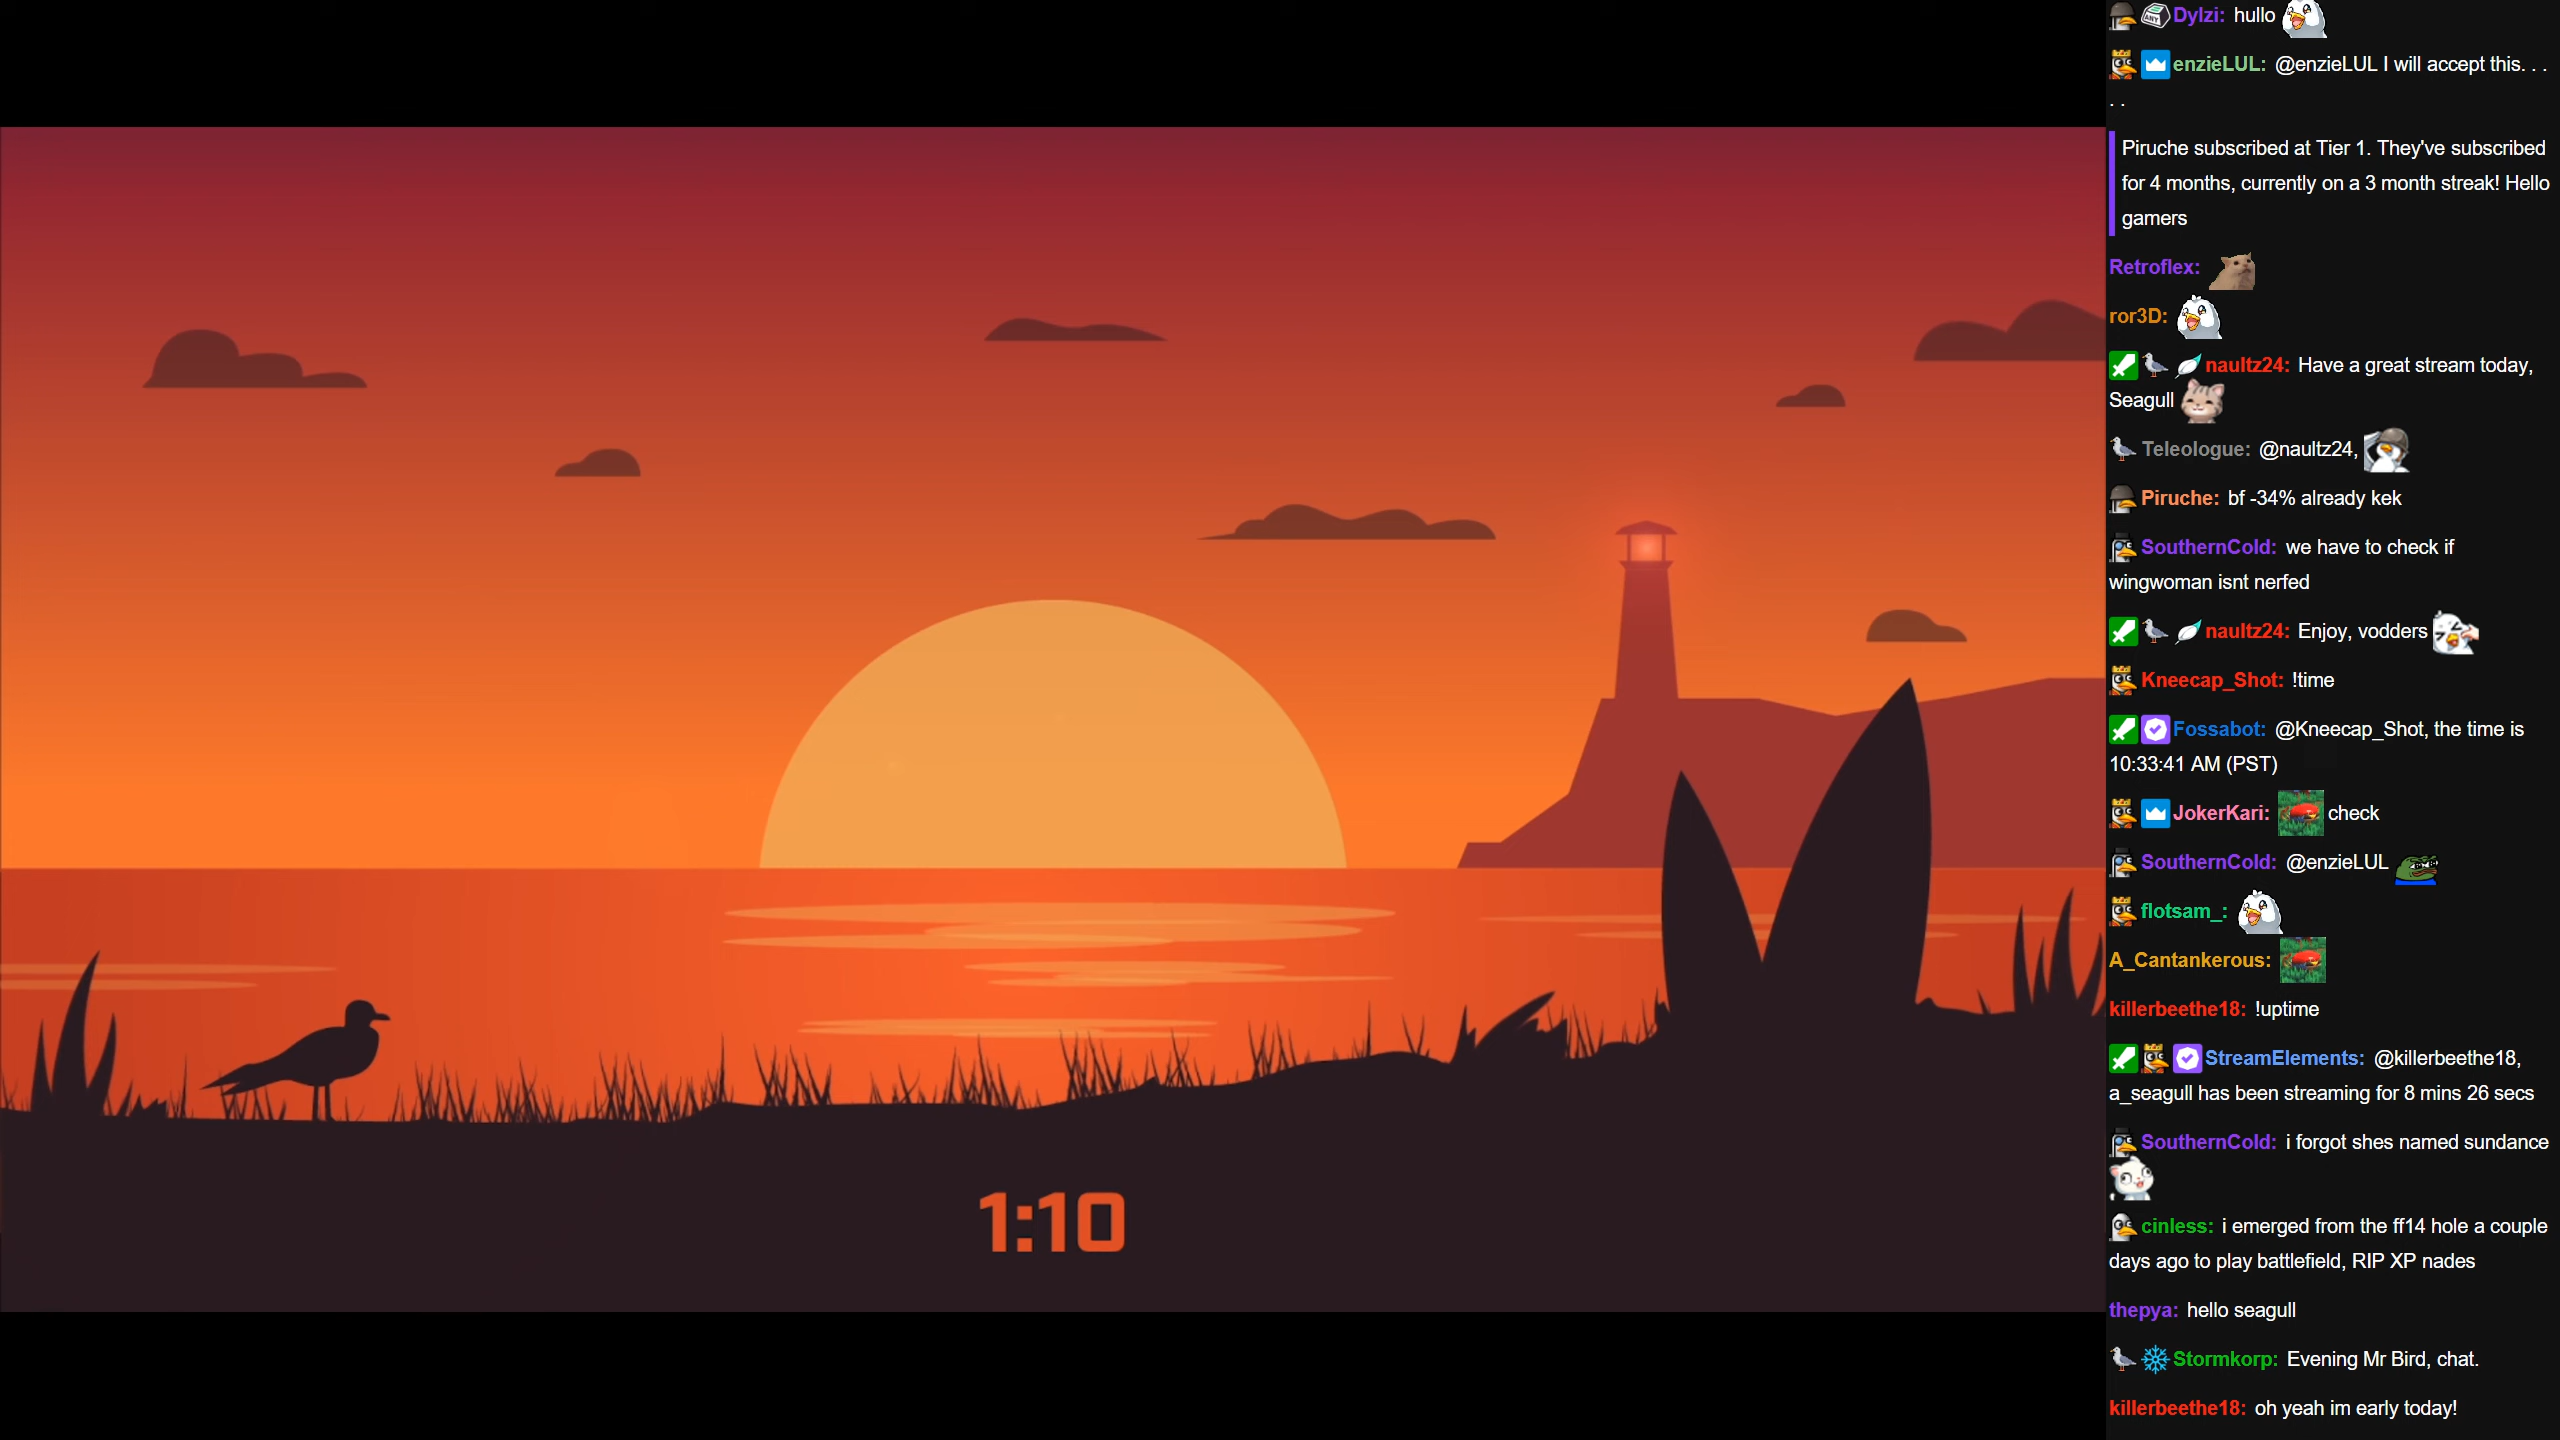 Dylzi: hullo
enzieLUL: @enzieLUL I will accept this. . .
. .
Piruche subscribed at Tier 1. They've subscribed
for 4 months, currently on a 3 month streak! Hello
gamers
Retroflex:
ror3D:
naultz24: Have a great stream today,
Seagull
Teleologue: @naultz24,
Piruche: bf -34% already kek
SouthernCold: we have to check if
wingwoman isnt nerfed
naultz24: Enjoy, vodders
Kneecap_Shot: !time
Fossabot: @Kneecap_Shot, the time is
10:33:41 AM (PST)
JokerKari: check
SouthernCold: @enzieLUL
flotsam_:
A_Cantankerous:
killerbeethe18: !uptime
StreamElements: @killerbeethe18,
a_seagull has been streaming for 8 mins 26 secs
SouthernCold: i forgot shes named sundance
cinless: i emerged from the ff14 hole a couple
days ago to play battlefield, RIP XP nades
thepya: hello seagull
Stormkorp: Evening Mr Bird, chat.
killerbeethe18: oh yeah im early today!
1:10